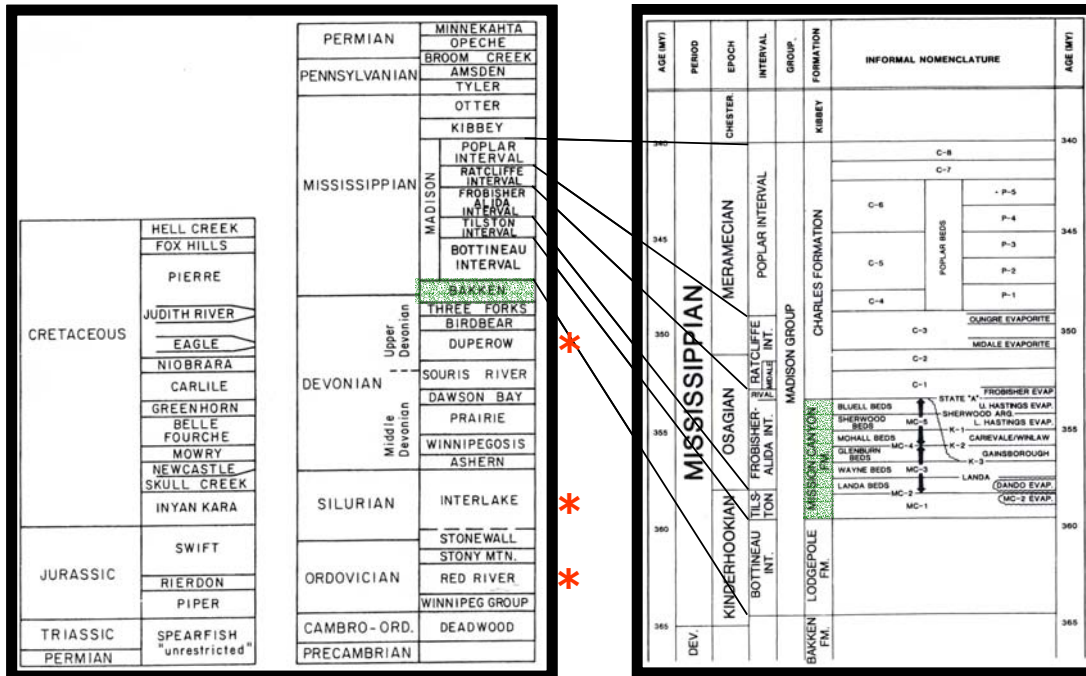 CRETACEOUS
HELL CREEK
FOX HILLS
PIERRE
JUDITH RIVER
EAGLE
NIOBRARA
CARLILE
GREENHORN
BELLE
FOURCHE
MOWRY
NEWCASTLE
SKULL CREEK
INYAN KARA
JURASSIC
SWIFT
RIERDON
PIPER
TRIASSIC
PERMIAN
SPEARFISH
"unrestricted"
PERMIAN
MINNEKAHTA
OPECHE
BROOM CREEK
PENNSYLVANIAN
AMSDEN
TYLER
MISSISSIPPIAN
OTTER
KIBBEY
MADISON
POPLAR
INTERVAL
RATCLIFFE
INTERVAL
FROBISHER
ALIDA
INTERVAL
TILSTON
INTERVAL
BOTTINEAU
INTERVAL
BAKKEN
DEVONIAN
Upper
Devonian
THREE FORKS
BIRDBEAR
DUPEROW
*
SOURIS RIVER
Middle
Devonian
DAWSON BAY
PRAIRIE
WINNIPEGOSIS
ASHERN
SILURIAN
INTERLAKE
*
ORDOVICIAN
STONEWALL
STONY MTN.
RED RIVER
*
WINNIPEG GROUP
CAMBRO-ORD.
DEADWOOD
PRECAMBRIAN
AGE (MY)
PERIOD
EPOCH
INTERVAL
GROUP.
FORMATION
INFORMAL NOMENCLATURE
AGE (MY)
340
345
350
355
360
365
MISSISSIPPIAN
DEV.
CHESTER.
MERAMECIAN
OSAGIAN
KINDERHOOKIAN
POPLAR INTERVAL
RATCLIFFE
INT.
MIDALE
RIVAL
FROBISHER-
ALIDA INT.
TILS-
TON
BOTTINEAU
INT.
MADISON GROUP
KIBBEY
CHARLES FORMATION
MISSION CANYON
FM.
LODGEPOLE
FM.
BAKKEN
FM.
C-8
C-7
C-6
C-5
C-4
POPLAR BEDS
P-5
P-4
P-3
P-2
P-1
C-3
OUNGRE EVAPORITE
MIDALE EVAPORITE
C-2
C-1
FROBISHER EVAP.
STATE "A"
BLUELL BEDS
U. HASTINGS EVAP.
SHERWOOD ARG.
SHERWOOD
BEDS
MC-5
L. HASTINGS EVAP.
K-1
MOHALL BEDS
MC-4
K-2
CARIEVALE/WINLAW
GLENBURN
BEDS
GAINSBOROUGH
K-3
WAYNE BEDS
MC-3
LANDA
LANDA BEDS
DANDO EVAP.
MC-2
MC-2 EVAP.
MC-1
340
345
350
355
360
365